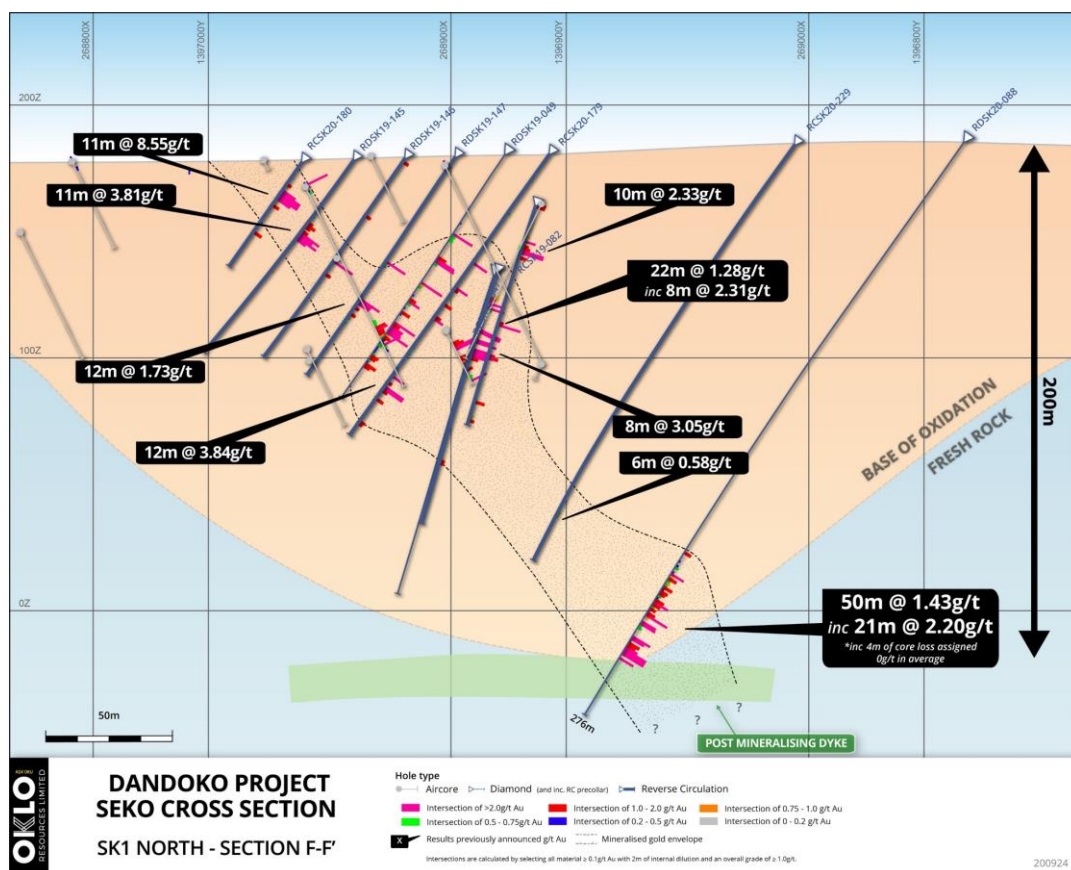 268800X
1397000Y
268900X
1396900Y
269000X
1396800Y
200Z
RCSK20-180
RDSK19-145
RDSK19-146
RDSK19-147
RDSK19-049
RCSK20-179
RCSK20-229
RDSK20-088
11m @ 8.55g/t
11m @ 3.81g/t
10m @ 2.33g/t
22m @ 1.28g/t
inc 8m @ 2.31g/t
100Z
12m @ 1.73g/t
200m
8m @ 3.05g/t
12m @ 3.84g/t
6m @ 0.58g/t
BASE OF OXIDATION
FRESH ROCK
0Z
50m @ 1.43g/t
inc 21m @ 2.20g/t
*inc 4m of core loss assigned
0g/t in average
276m
? ? ?
50m
POST MINERALISING DYKE
OKLO
RESOURCES LIMITED
DANDOKO PROJECT
SEKO CROSS SECTION
SK1 NORTH - SECTION F-F'
Hole type
Aircore Diamond (and inc. RC precollar) Reverse Circulation
Intersection of >2.0g/t Au Intersection of 1.0 - 2.0 g/t Au Intersection of 0.75 - 1.0 g/t Au
Intersection of 0.5 - 0.75g/t Au Intersection of 0.2 - 0.5 g/t Au Intersection of 0 - 0.2 g/t Au
X Results previously announced g/t Au Mineralised gold envelope
Intersections are calculated by selecting all material ≥ 0.1g/t Au with 2m of internal dilution and an overall grade of ≥ 1.0g/t.
200924